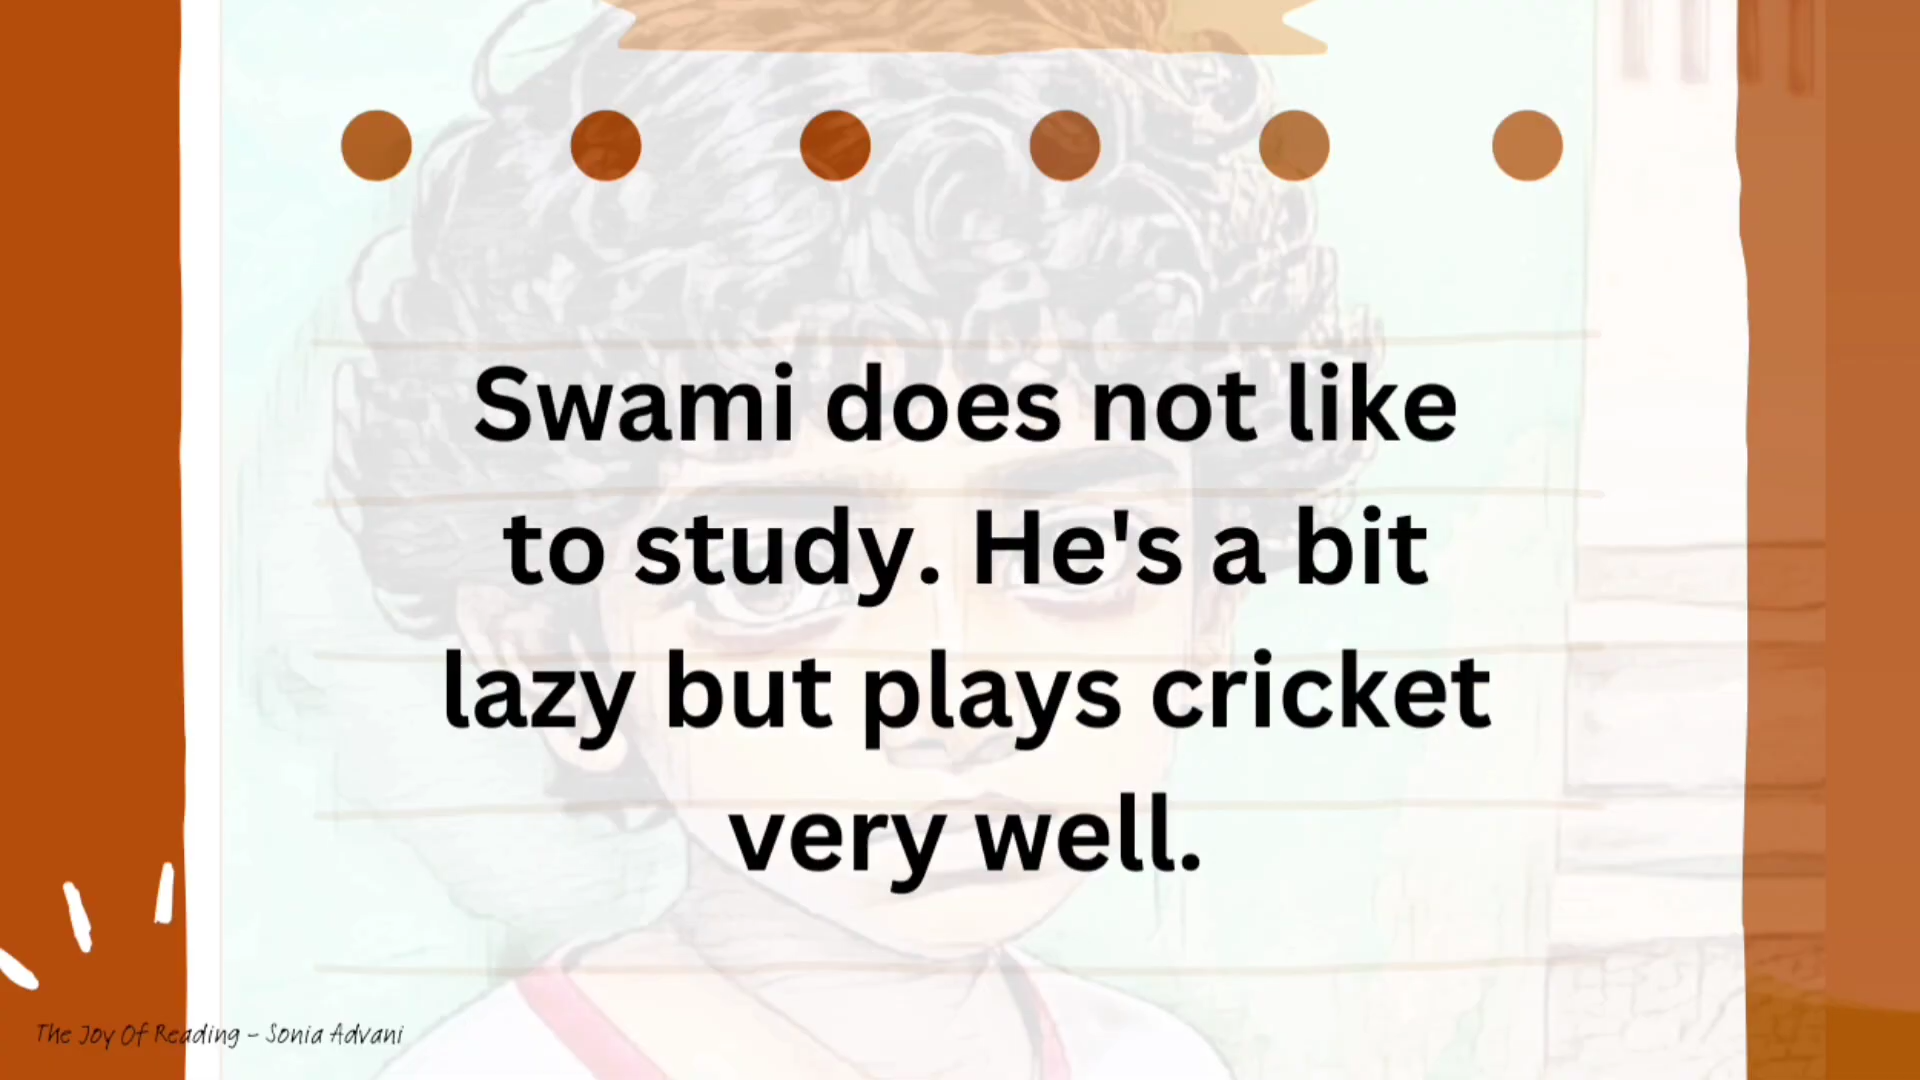 Swami does not like
to study. He's a bit
lazy but plays cricket
very well.
The Joy Of Reading - Sonia Advani